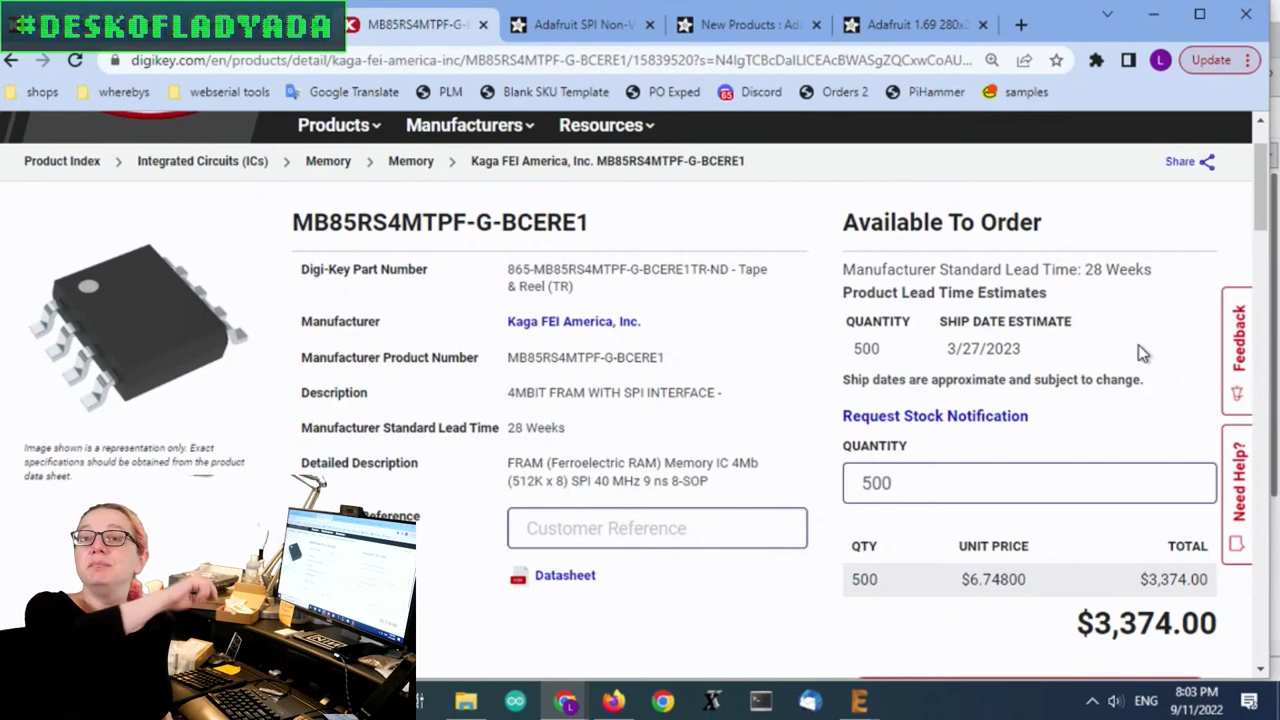 #DESKOFLADYADA
MB85RS4MTPF-G-
Adafruit SPI Non-V
New Products : Ad
Adafruit 1.69 280x
digikey.com/en/products/detail/kaga-fei-america-inc/MB85RS4MTPF-G-BCERE1/15839520?s=N4IgTCBcDaILICEAcBWASgZQCxwCoAU...
L
Update
shops
wherebys
webserial tools
Google Translate
PLM
Blank SKU Template
PO Exped
65
Discord
Orders 2
PiHammer
samples
Products
Manufacturers
Resources
Product Index
Integrated Circuits (ICs)
Memory
Memory
Kaga FEI America, Inc. MB85RS4MTPF-G-BCERE1
Share
MB85RS4MTPF-G-BCERE1
Digi-Key Part Number
865-MB85RS4MTPF-G-BCERE1TR-ND - Tape
& Reel (TR)
Manufacturer
Kaga FEI America, Inc.
Manufacturer Product Number
MB85RS4MTPF-G-BCERE1
Description
4MBIT FRAM WITH SPI INTERFACE -
Manufacturer Standard Lead Time
28 Weeks
Detailed Description
FRAM (Ferroelectric RAM) Memory IC 4Mb
(512K x 8) SPI 40 MHz 9 ns 8-SOP
Reference
Customer Reference
Datasheet
Image shown is a representation only. Exact
specifications should be obtained from the product
data sheet.
Available To Order
Manufacturer Standard Lead Time: 28 Weeks
Product Lead Time Estimates
QUANTITY
SHIP DATE ESTIMATE
500
3/27/2023
Ship dates are approximate and subject to change.
Request Stock Notification
QUANTITY
500
QTY
UNIT PRICE
TOTAL
500
$6.74800
$3,374.00
$3,374.00
Feedback
Need Help?
ENG
8:03 PM
9/11/2022